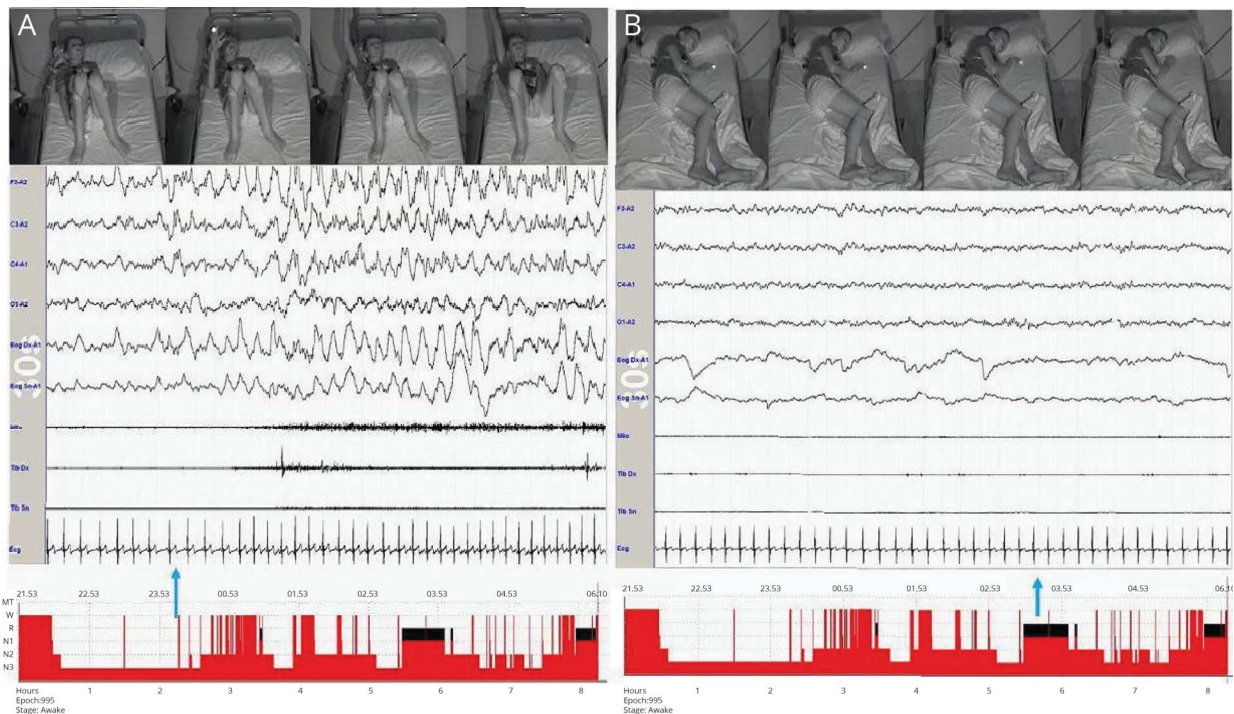 A
F3-A2
C3-A2
C4-A1
O1-A2
Eog Dx-A1
Eog Sn-A1
Milo
Tib Dx
Tib Sn
Ecg
30s
21.53 22.53 23.53 00.53 01.53 02.53 03.53 04.53 06:10
MT
W
R
N1
N2
N3
Hours 1 2 3 4 5 6 7 8
Epoch:995
Stage: Awake
B
F3-A2
C3-A2
C4-A1
O1-A2
Eog Dx-A1
Eog Sn-A1
Milo
Tib Dx
Tib Sn
Ecg
30s
21.53 22.53 23.53 00.53 01.53 02.53 03.53 04.53 06:10
Hours 1 2 3 4 5 6 7 8
Epoch:995
Stage: Awake